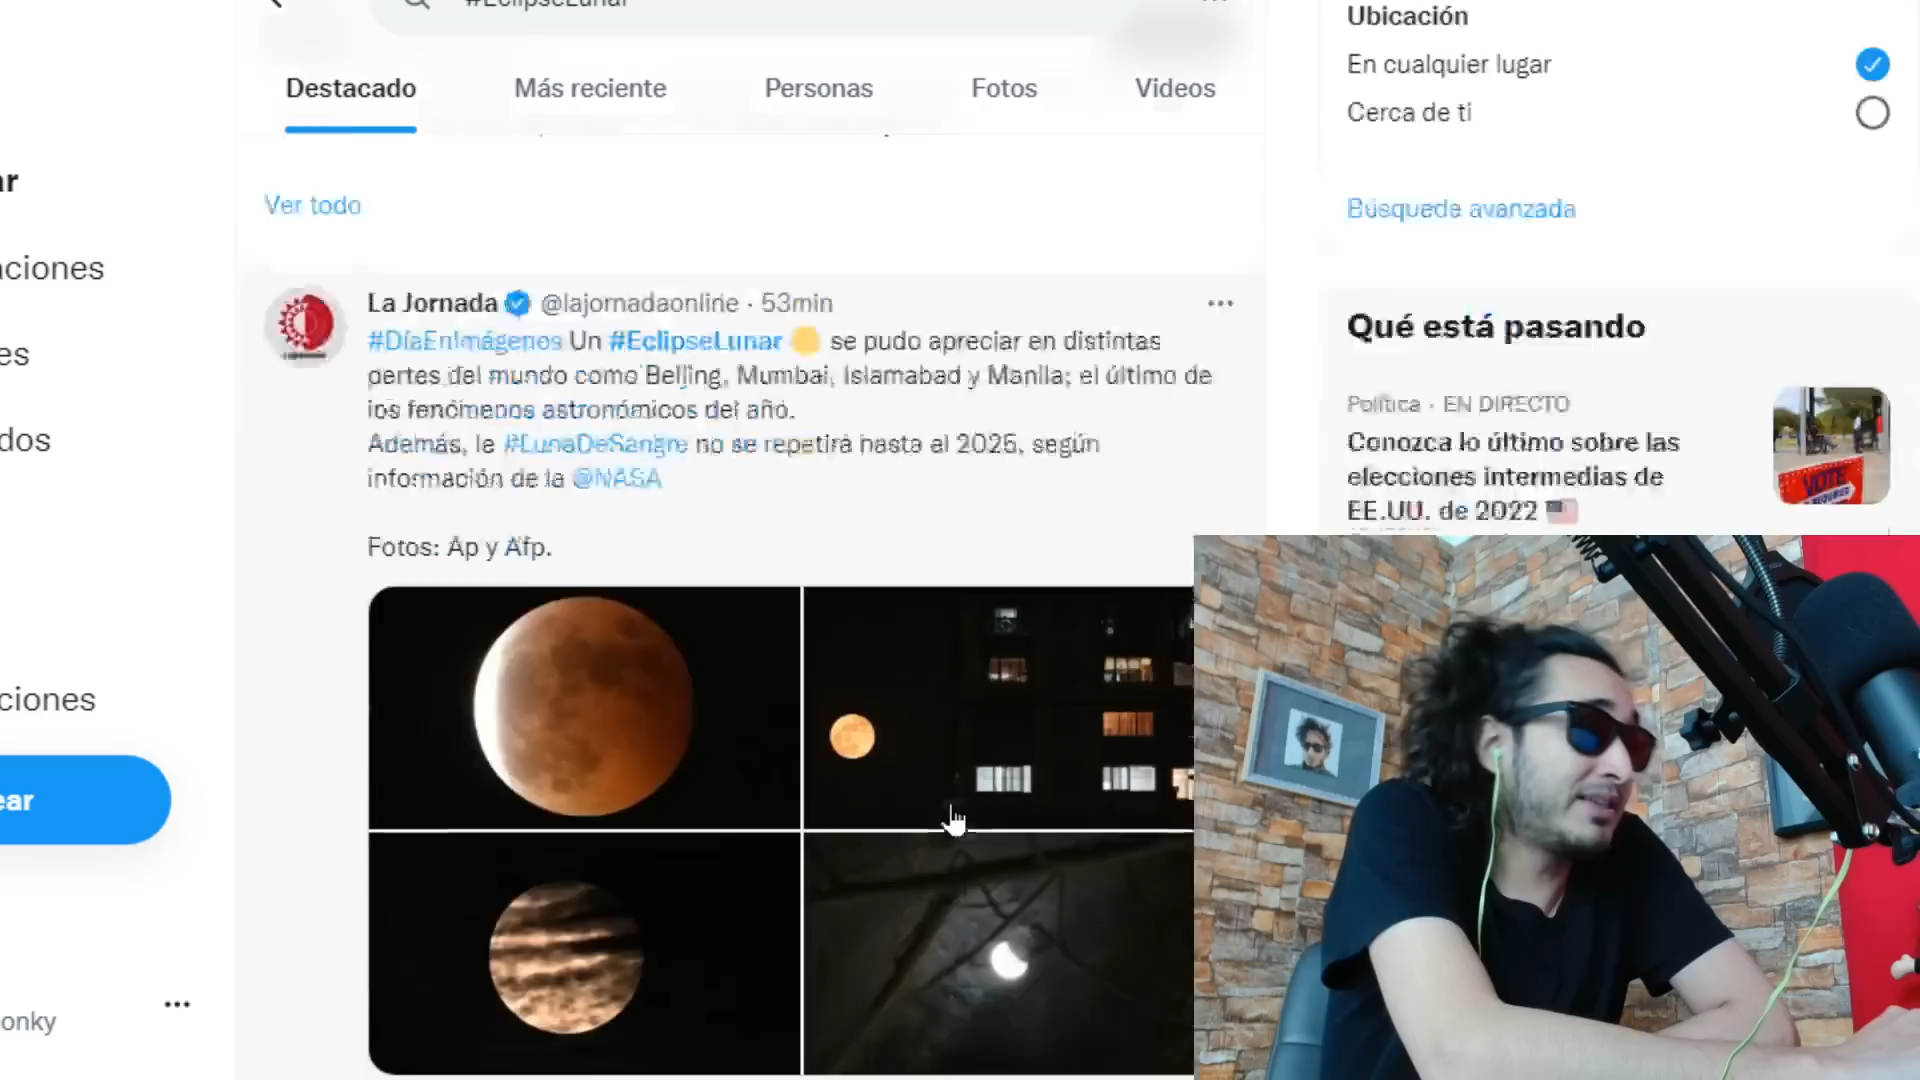 #EclipseLunar
Destacado
Más reciente
Personas
Fotos
Videos
Ver todo
La Jornada @lajornadaonline · 53min
#DíaEnImágenes Un #EclipseLunar se pudo apreciar en distintas
partes del mundo como Beijing, Mumbai, Islamabad y Manila; el último de
los fenómenos astronómicos del año.
Además, la #LunaDeSangre no se repetirá hasta el 2025, según
información de la @NASA
Fotos: Ap y Afp.
Ubicación
En cualquier lugar
Cerca de ti
Búsqueda avanzada
Qué está pasando
Política · EN DIRECTO
Conozca lo último sobre las
elecciones intermedias de
EE.UU. de 2022
VOTE
ar
aciones
es
dos
ciones
ear
onky